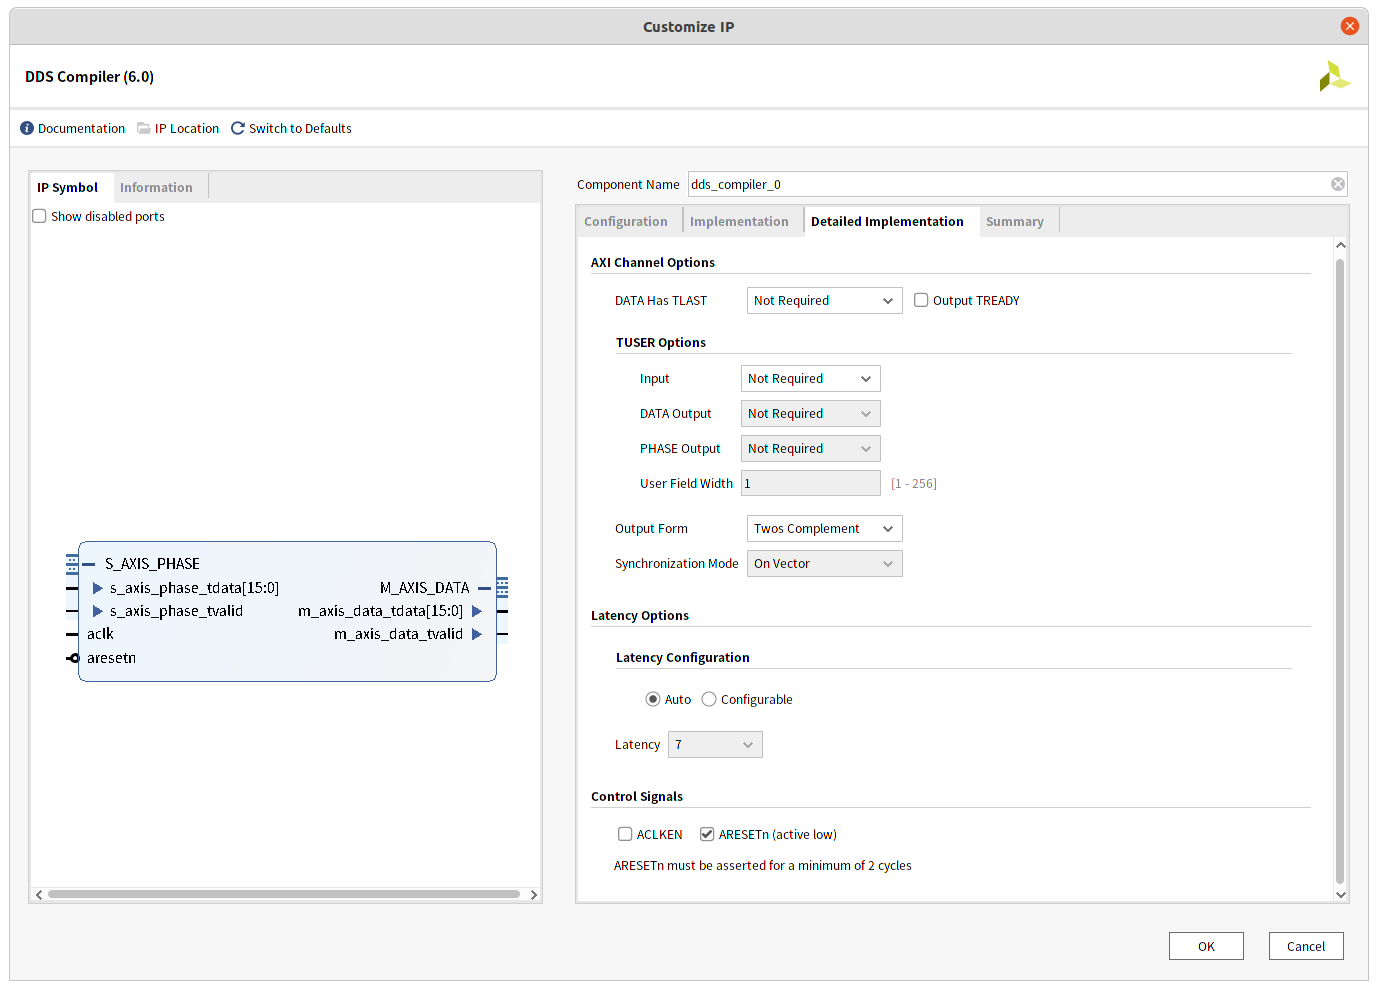 Customize IP
DDS Compiler (6.0)
Documentation IP Location Switch to Defaults
IP Symbol Information
Show disabled ports
S_AXIS_PHASE
s_axis_phase_tdata[15:0]
s_axis_phase_tvalid
aclk
aresetn
M_AXIS_DATA
m_axis_data_tdata[15:0]
m_axis_data_tvalid
Component Name dds_compiler_0
Configuration Implementation Detailed Implementation Summary
AXI Channel Options
DATA Has TLAST Not Required Output TREADY
TUSER Options
Input Not Required
DATA Output Not Required
PHASE Output Not Required
User Field Width 1 [1 - 256]
Output Form Twos Complement
Synchronization Mode On Vector
Latency Options
Latency Configuration
Auto Configurable
Latency 7
Control Signals
ACLKEN ARESETn (active low)
ARESETn must be asserted for a minimum of 2 cycles
OK Cancel